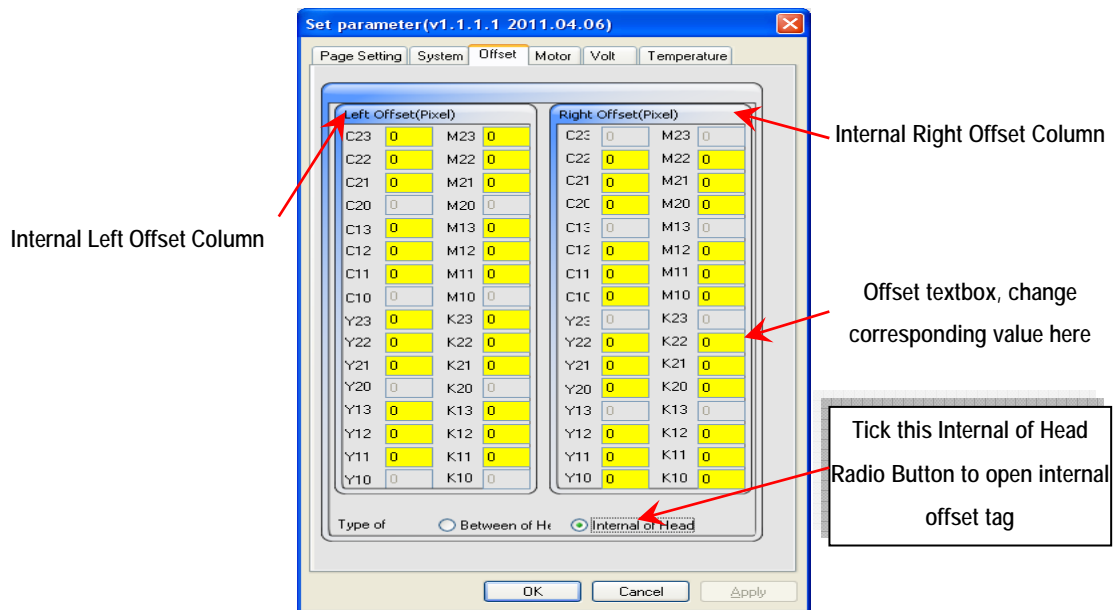 Set parameter(v1.1.1.1 2011.04.06)
Page Setting System Offset Motor Volt Temperature
Left Offset(Pixel) Right Offset(Pixel)
C23 0 M23 0 C23 0 M23 0
C22 0 M22 0 C22 0 M22 0
C21 0 M21 0 C21 0 M21 0
C20 0 M20 0 C20 0 M20 0
C13 0 M13 0 C13 0 M13 0
C12 0 M12 0 C12 0 M12 0
C11 0 M11 0 C11 0 M11 0
C10 0 M10 0 C10 0 M10 0
Y23 0 K23 0 Y23 0 K23 0
Y22 0 K22 0 Y22 0 K22 0
Y21 0 K21 0 Y21 0 K21 0
Y20 0 K20 0 Y20 0 K20 0
Y13 0 K13 0 Y13 0 K13 0
Y12 0 K12 0 Y12 0 K12 0
Y11 0 K11 0 Y11 0 K11 0
Y10 0 K10 0 Y10 0 K10 0
Type of Between of He Internal of Head
OK Cancel Apply
Internal Left Offset Column
Internal Right Offset Column
Offset textbox, change
corresponding value here
Tick this Internal of Head
Radio Button to open internal
offset tag